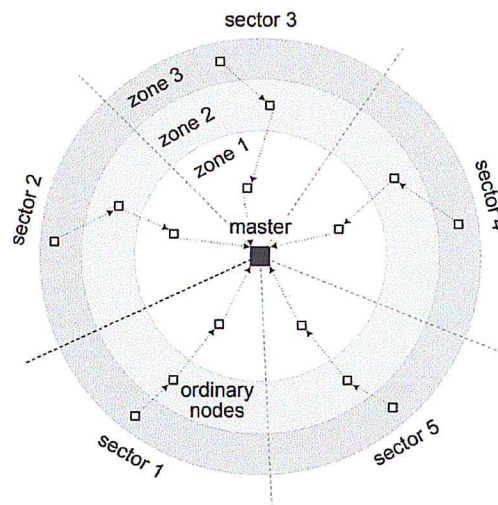 sector 3
zone 3
zone 2
zone 1
sector 2
sector 4
master
ordinary
nodes
sector 1
sector 5